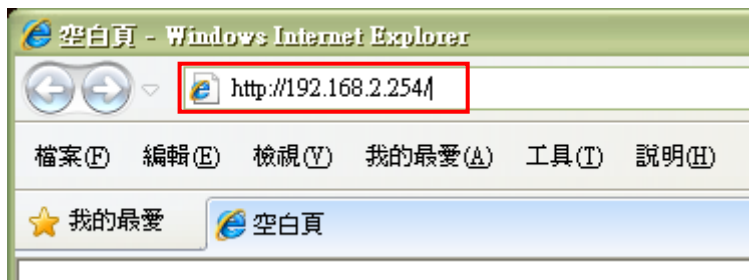 空白頁 - Windows Internet Explorer
http://192.168.2.254/
檔案(F) 編輯(E) 檢視(V) 我的最愛(A) 工具(T) 說明(H)
我的最愛 空白頁